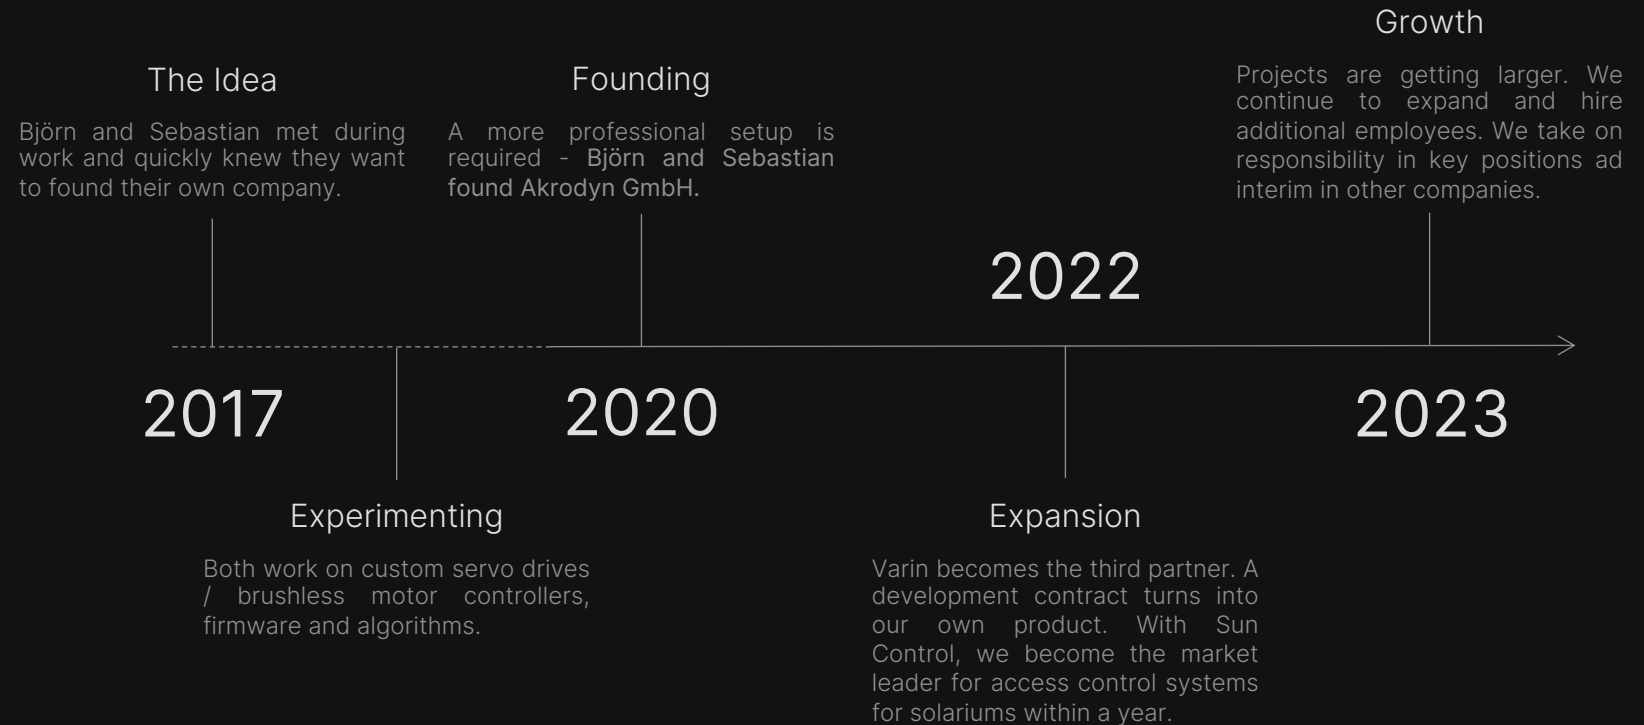 The Idea
Björn and Sebastian met during
work and quickly knew they want
to found their own company.
2017
Experimenting
Both work on custom servo drives
/ brushless motor controllers,
firmware and algorithms.
Founding
A more professional setup is
required - Björn and Sebastian
found Akrodyn GmbH.
2020
2022
Expansion
Varin becomes the third partner. A
development contract turns into
our own product. With Sun
Control, we become the market
leader for access control systems
for solariums within a year.
Growth
Projects are getting larger. We
continue to expand and hire
additional employees. We take on
responsibility in key positions ad
interim in other companies.
2023